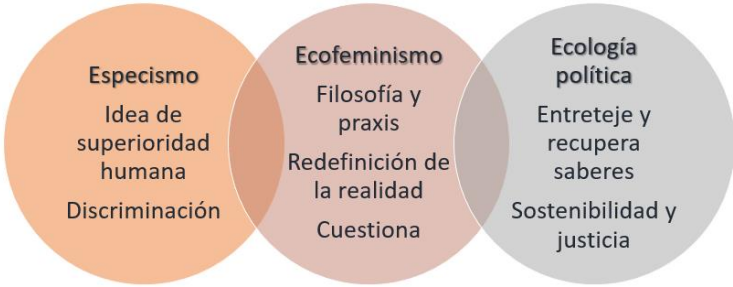 Especismo
Idea de
superioridad
humana
Discriminación
Ecofeminismo
Filosofía y
praxis
Redefinición de
la realidad
Cuestiona
Ecología
política
Entreteje y
recupera
saberes
Sostenibilidad y
justicia